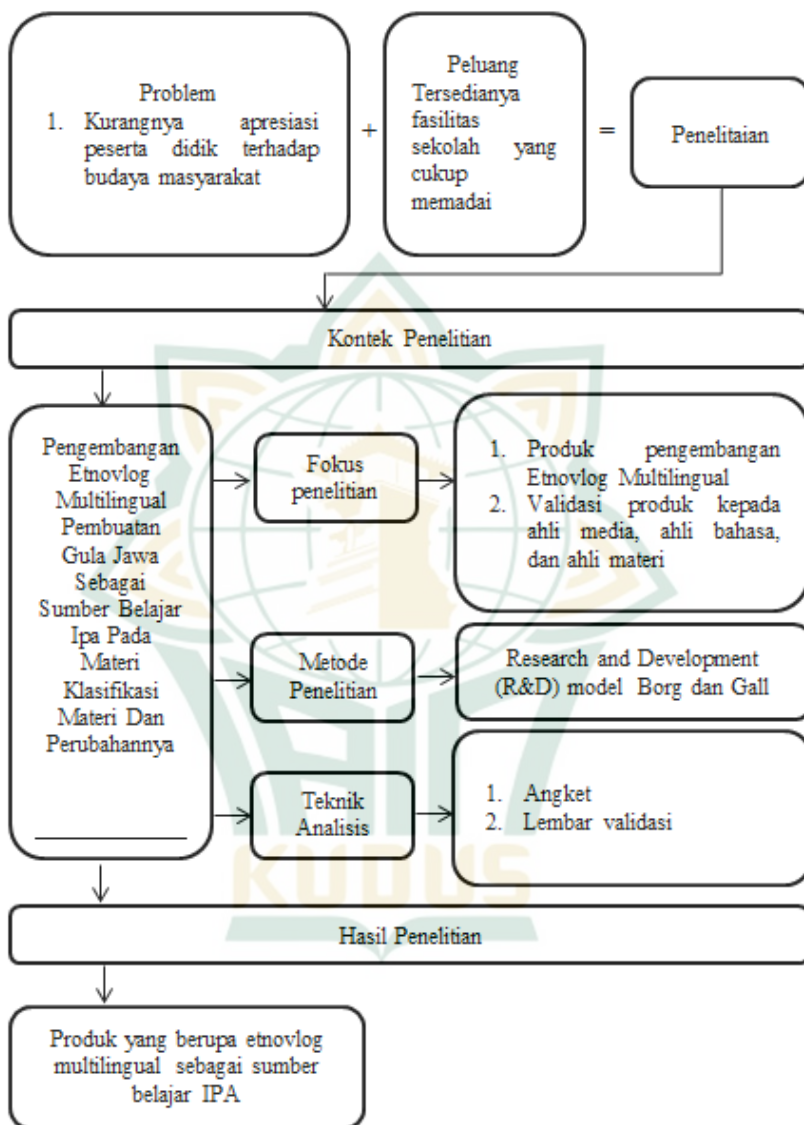 Problem
1. Kurangnya apresiasi
peserta didik terhadap
budaya masyarakat
+
Peluang
Tersedianya
fasilitas
sekolah yang
cukup
memadai
=
Penelitaian
Kontek Penelitian
Pengembangan
Etnovlog
Multilingual
Pembuatan
Gula Jawa
Sebagai
Sumber Belajar
Ipa Pada
Materi
Klasifikasi
Materi Dan
Perubahannya
Fokus
penelitian
1. Produk pengembangan
Etnovlog Multilingual
2. Validasi produk kepada
ahli media, ahli bahasa,
dan ahli materi
Metode
Penelitian
Research and Development
(R&D) model Borg dan Gall
Teknik
Analisis
1. Angket
2. Lembar validasi
KUDUS
Hasil Penelitian
Produk yang berupa etnovlog
multilingual sebagai sumber
belajar IPA